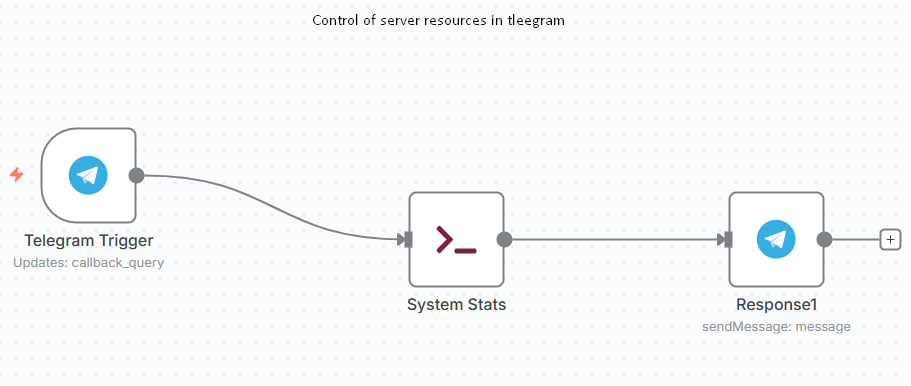 Control of server resources in tleegram
Telegram Trigger
Updates: callback_query
System Stats
Response1
sendMessage: message